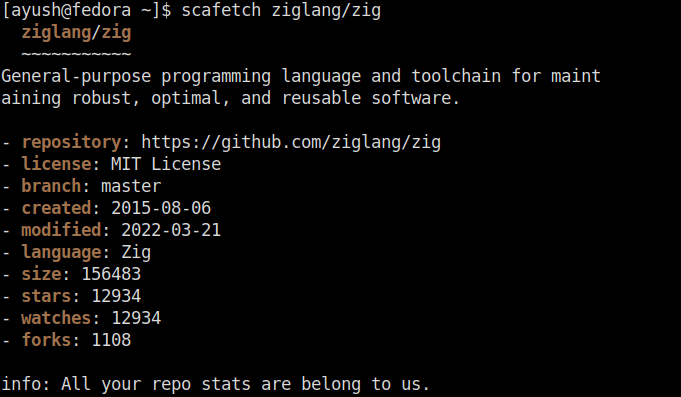 [ayush@fedora ~]$ scafetch ziglang/zig
ziglang/zig
~~~~~~~~~~~
General-purpose programming language and toolchain for maint
aining robust, optimal, and reusable software.
- repository: https://github.com/ziglang/zig
- license: MIT License
- branch: master
- created: 2015-08-06
- modified: 2022-03-21
- language: Zig
- size: 156483
- stars: 12934
- watches: 12934
- forks: 1108
info: All your repo stats are belong to us.